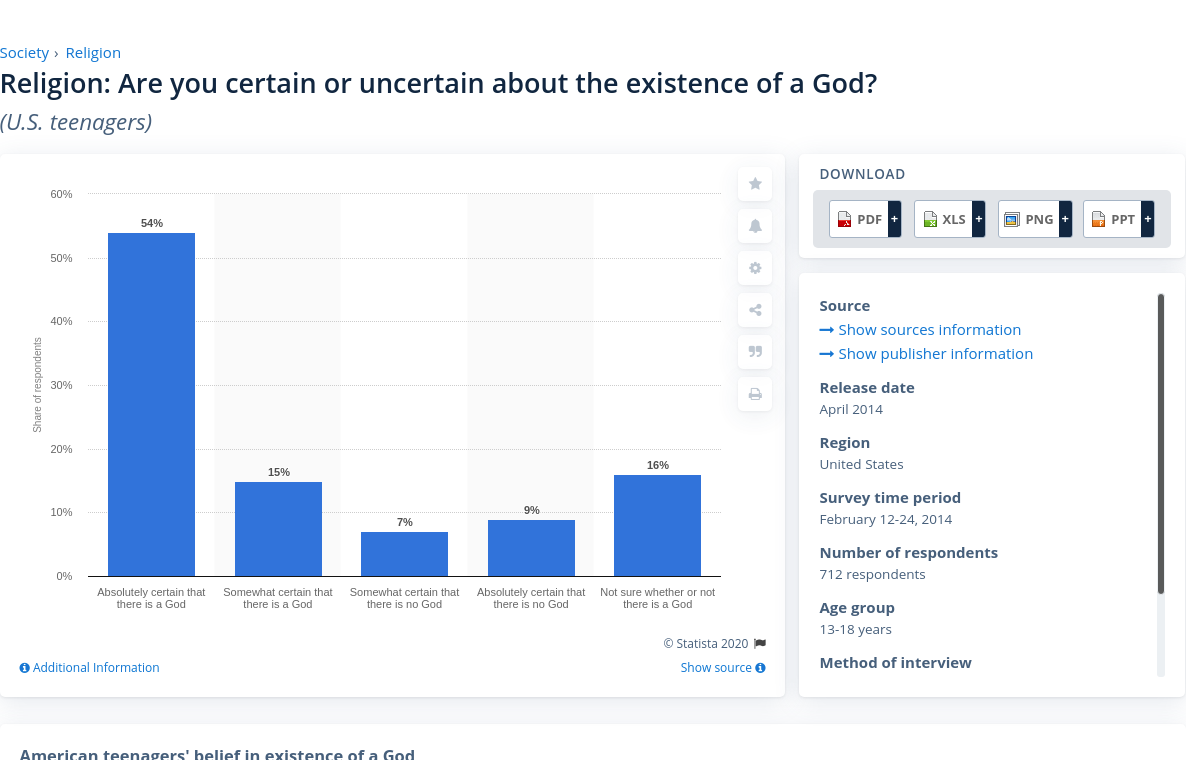 Society › Religion
Religion: Are you certain or uncertain about the existence of a God?
(U.S. teenagers)
60%
50%
40%
30%
20%
10%
0%
Share of respondents
54%
15%
7%
9%
16%
Absolutely certain that
there is a God
Somewhat certain that
there is a God
Somewhat certain that
there is no God
Absolutely certain that
there is no God
Not sure whether or not
there is a God
© Statista 2020
Additional Information
Show source
DOWNLOAD
PDF +
XLS +
PNG +
PPT +
Source
Show sources information
Show publisher information
Release date
April 2014
Region
United States
Survey time period
February 12-24, 2014
Number of respondents
712 respondents
Age group
13-18 years
Method of interview
American teenagers' belief in existence of a God